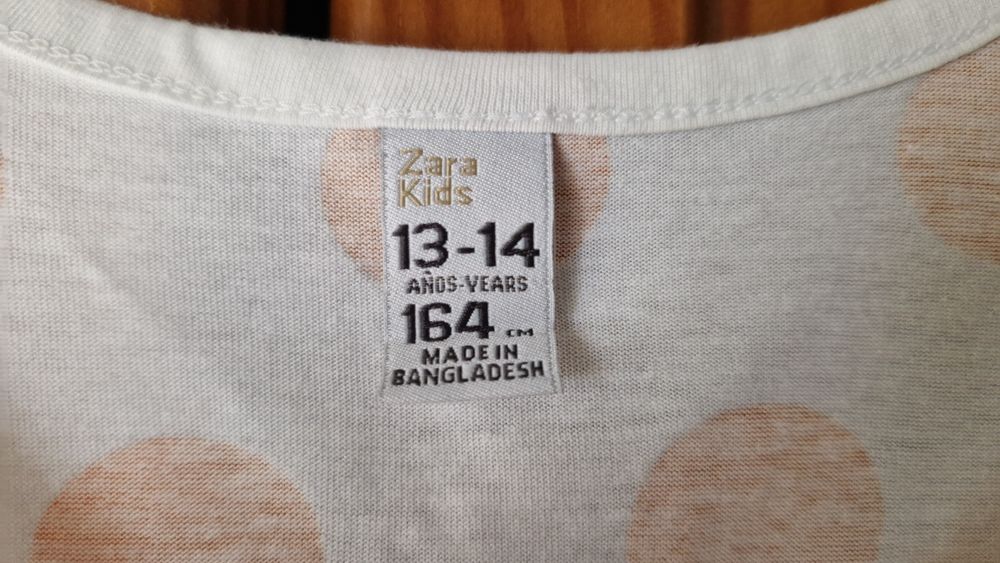 Zara
Kids
13-14
AÑOS-YEARS
164 CM
MADE IN
BANGLADESH